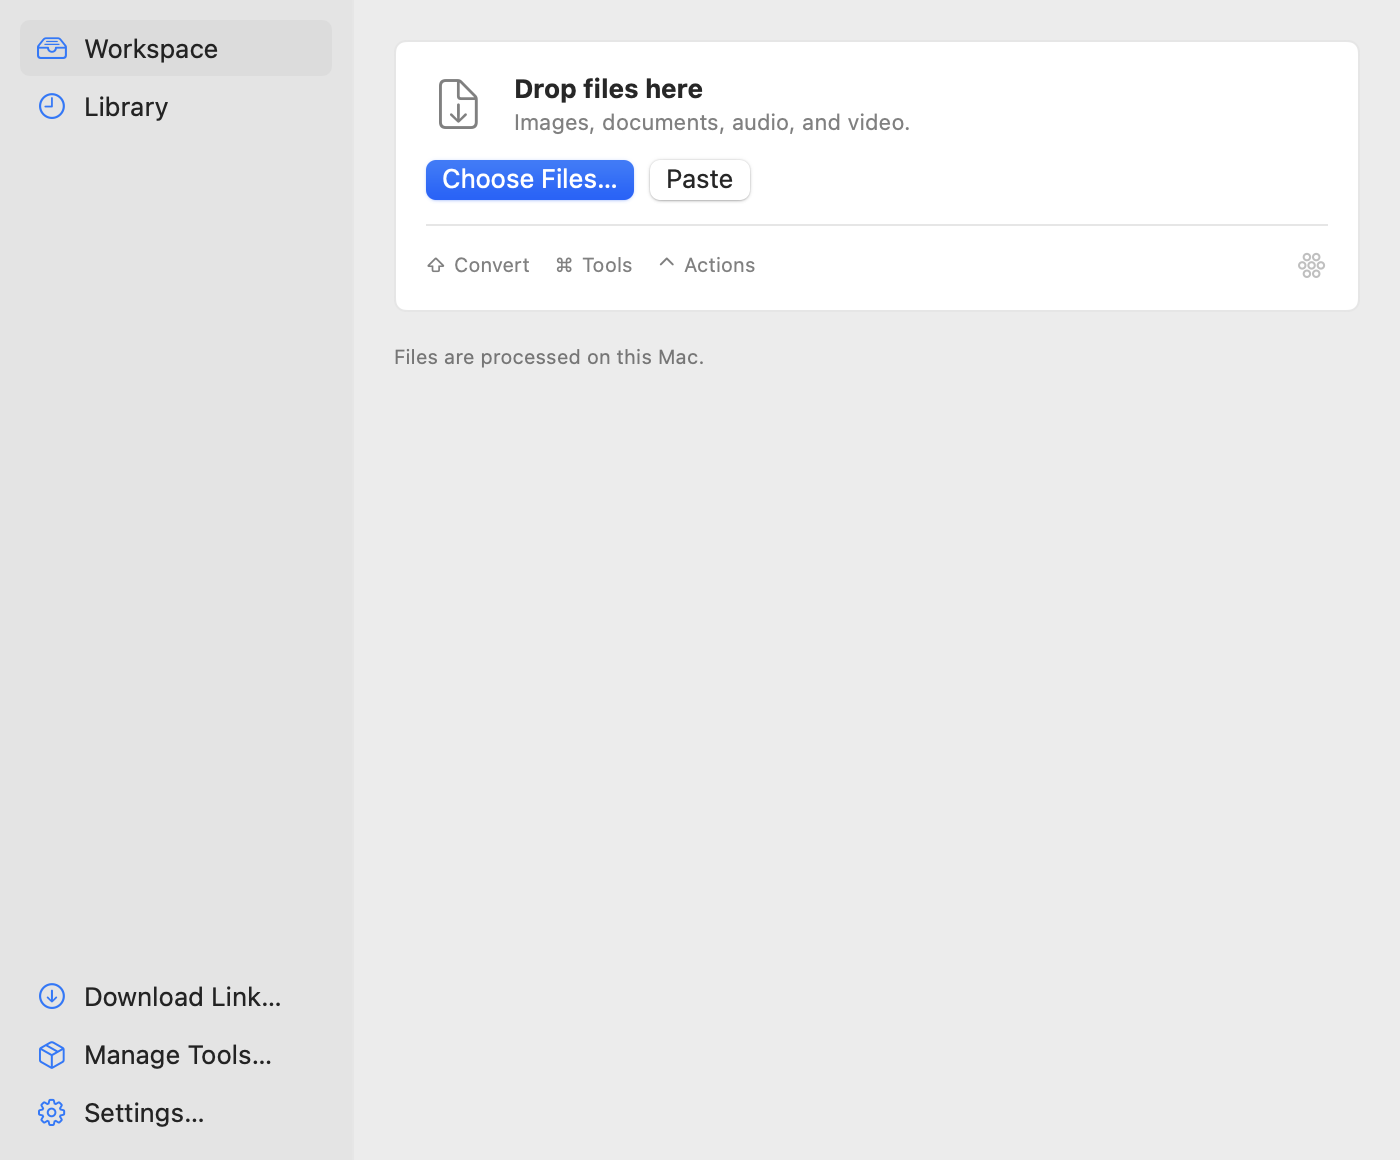 Workspace
Library
Drop files here
Images, documents, audio, and video.
Choose Files...
Paste
Convert
⌘ Tools
Actions
Files are processed on this Mac.
Download Link...
Manage Tools...
Settings...